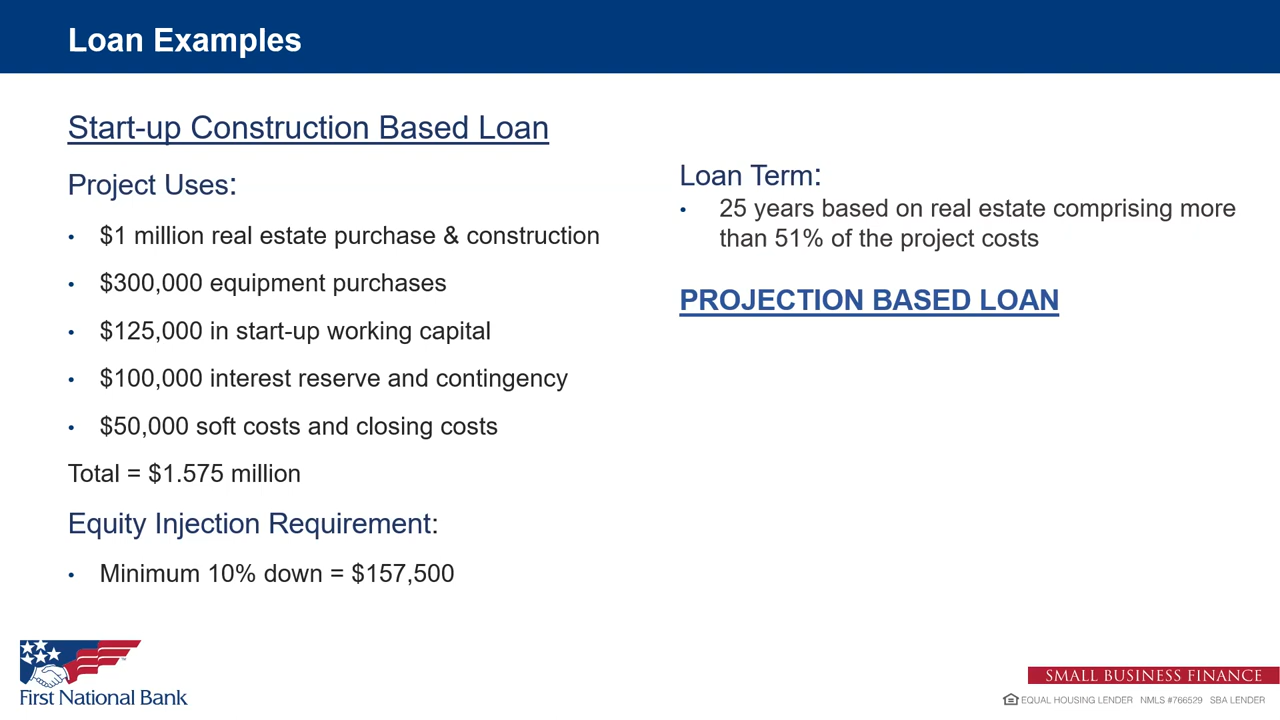 Loan Examples
Start-up Construction Based Loan
Project Uses:
• $1 million real estate purchase & construction
• $300,000 equipment purchases
• $125,000 in start-up working capital
• $100,000 interest reserve and contingency
• $50,000 soft costs and closing costs
Total = $1.575 million
Equity Injection Requirement:
• Minimum 10% down = $157,500
Loan Term:
• 25 years based on real estate comprising more
than 51% of the project costs
PROJECTION BASED LOAN
First National Bank
SMALL BUSINESS FINANCE
EQUAL HOUSING LENDER NMLS #766529 SBA LENDER